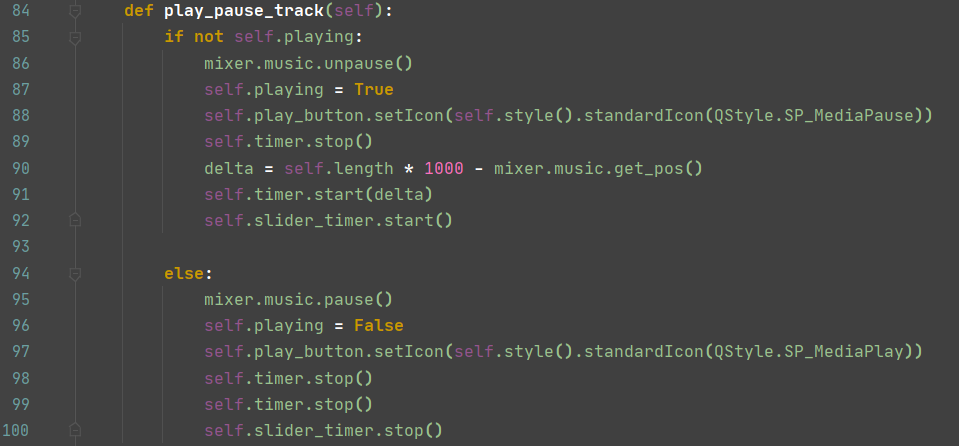 84 def play_pause_track(self):
85 if not self.playing:
86 mixer.music.unpause()
87 self.playing = True
88 self.play_button.setIcon(self.style().standardIcon(QStyle.SP_MediaPause))
89 self.timer.stop()
90 delta = self.length * 1000 - mixer.music.get_pos()
91 self.timer.start(delta)
92 self.slider_timer.start()
93
94 else:
95 mixer.music.pause()
96 self.playing = False
97 self.play_button.setIcon(self.style().standardIcon(QStyle.SP_MediaPlay))
98 self.timer.stop()
99 self.timer.stop()
100 self.slider_timer.stop()